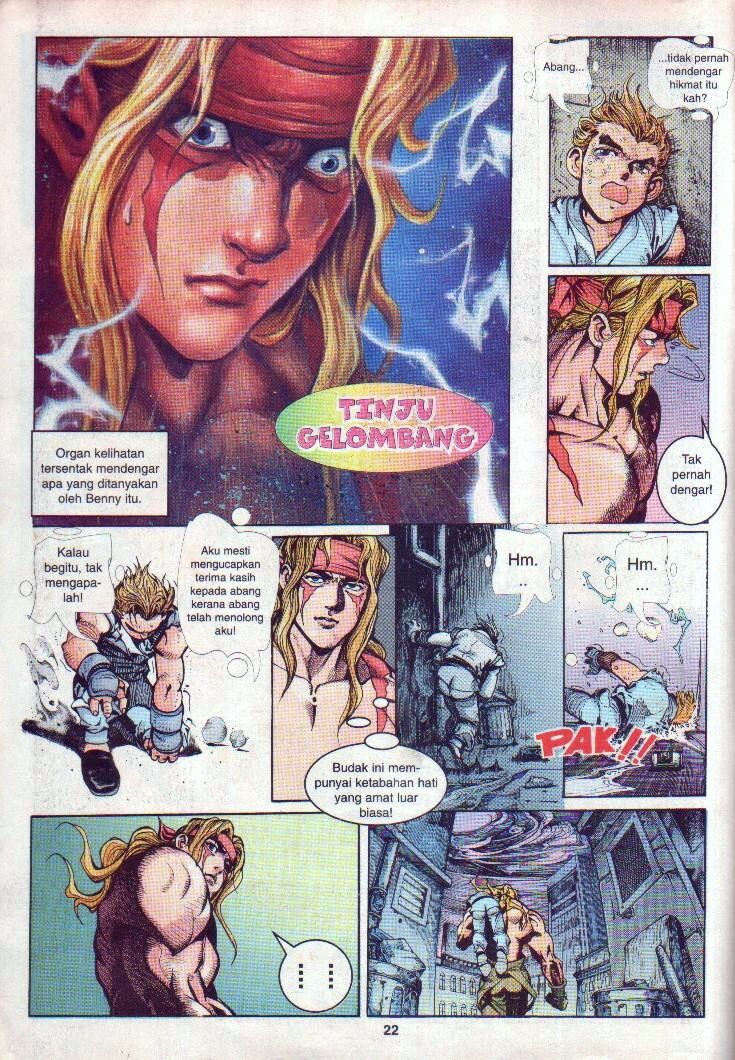 TINJU
GELOMBANG
Organ kelihatan
tersentak mendengar
apa yang ditanyakan
oleh Benny itu.
Abang...
...tidak pernah
mendengar
hikmat itu
kah?
Tak
pernah
dengar!
Kalau
begitu, tak
mengapa-
lah!
Aku mesti
mengucapkan
terima kasih
kepada abang
kerana abang
telah menolong
aku!
Budak ini mem-
punyai ketabahan hati
yang amat luar
biasa!
Hm.
..
Hm.
...
PAK!!
22